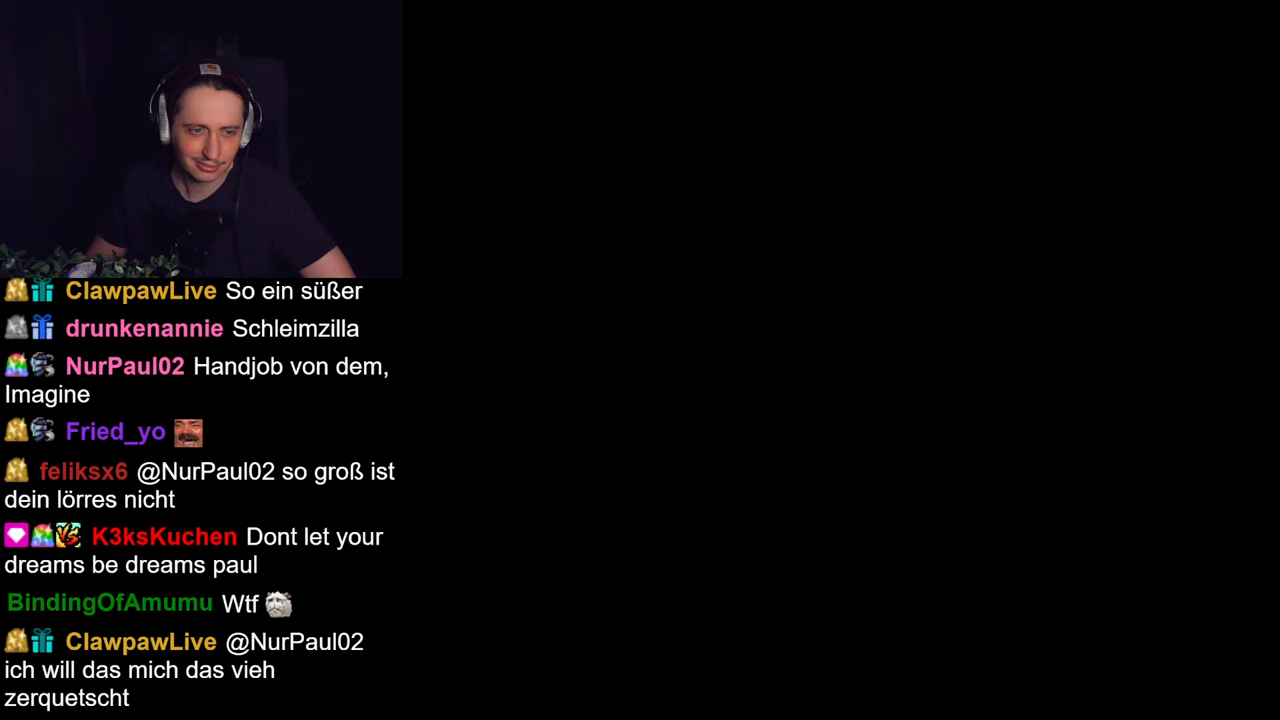 ClawpawLive So ein süßer
drunkenannie Schleimzilla
NurPaul02 Handjob von dem,
Imagine
Fried_yo
feliksx6 @NurPaul02 so groß ist
dein lörres nicht
K3ksKuchen Dont let your
dreams be dreams paul
BindingOfAmumu Wtf
ClawpawLive @NurPaul02
ich will das mich das vieh
zerquetscht